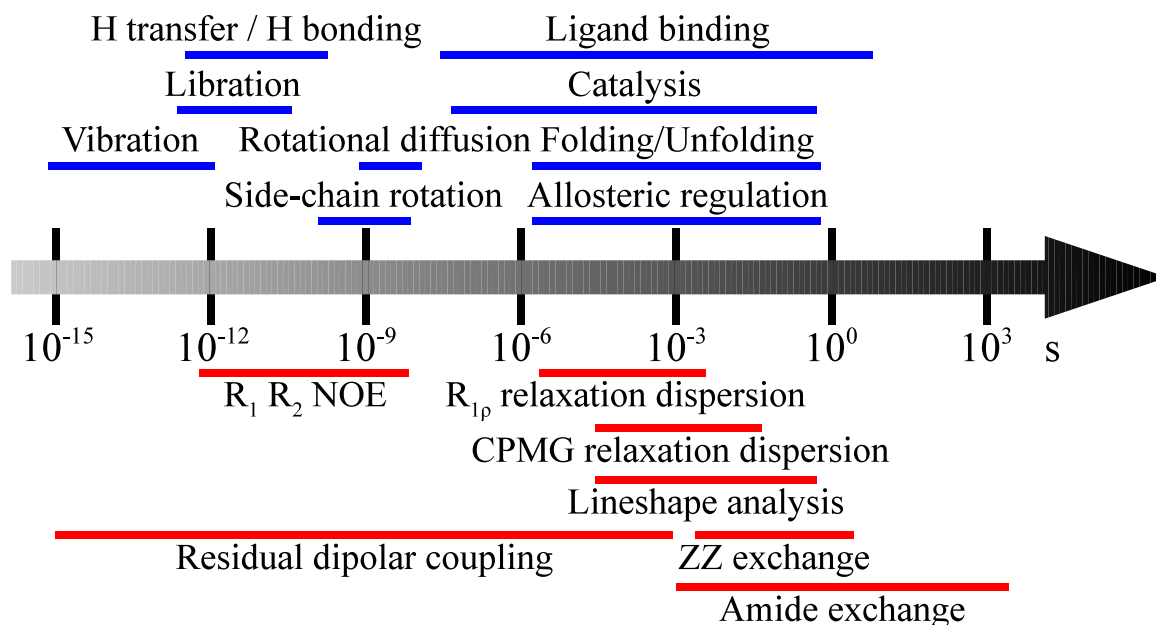 H transfer / H bonding
Ligand binding
Libration
Catalysis
Vibration
Rotational diffusion
Folding/Unfolding
Side-chain rotation
Allosteric regulation
10⁻¹⁵ 10⁻¹² 10⁻⁹ 10⁻⁶ 10⁻³ 10⁰ 10³ s
R₁ R₂ NOE
R₁ᵨ relaxation dispersion
CPMG relaxation dispersion
Lineshape analysis
Residual dipolar coupling
ZZ exchange
Amide exchange